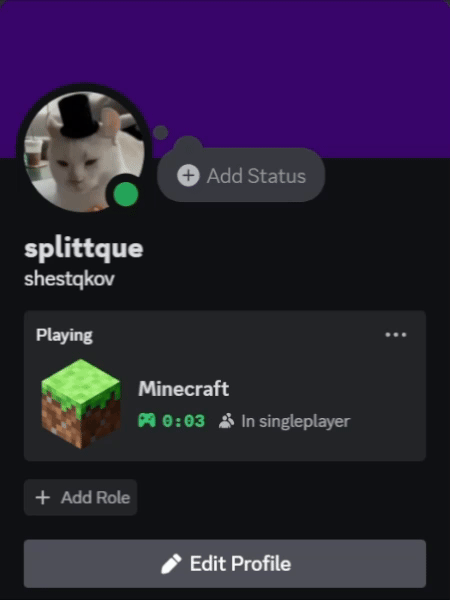 Add Status
splittque
shestqkov
Playing
Minecraft
0:03 In singleplayer
Add Role
Edit Profile